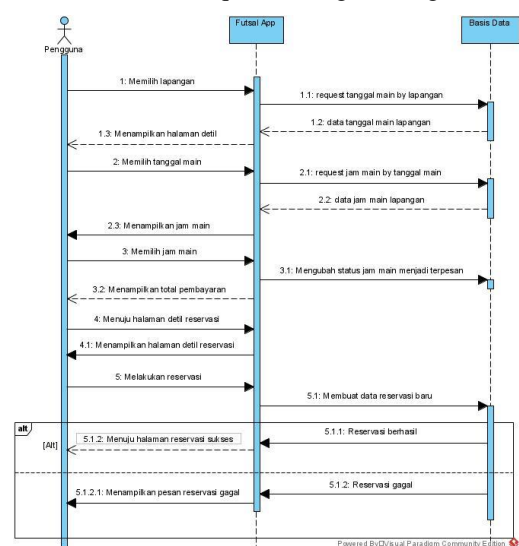 Futsal App
Basis Data
Pengguna
1: Memilih lapangan
1.1: request tanggal main by lapangan
1.2: data tanggal main lapangan
1.3: Menampilkan halaman detil
2: Memilih tanggal main
2.1: request jam main by tanggal main
2.2: data jam main lapangan
2.3: Menampilkan jam main
3: Memilih jam main
3.1: Mengubah status jam main menjadi terpesan
3.2: Menampilkan total pembayaran
4: Menuju halaman detil reservasi
4.1: Menampilkan halaman detil reservasi
5: Melakukan reservasi
5.1: Membuat data reservasi baru
alt
[Alt]
5.1.1: Reservasi berhasil
5.1.2: Menuju halaman reservasi sukses
5.1.2: Reservasi gagal
5.1.2.1: Menampilkan pesan reservasi gagal
Powered By Visual Paradigm Community Edition